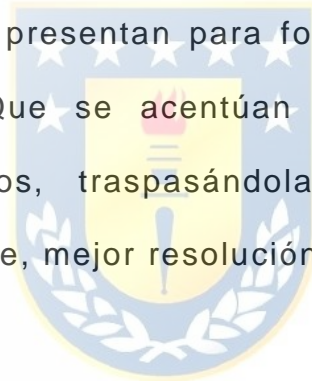 presentan para fo
Que se acentúan
os, traspasándola
e, mejor resolución